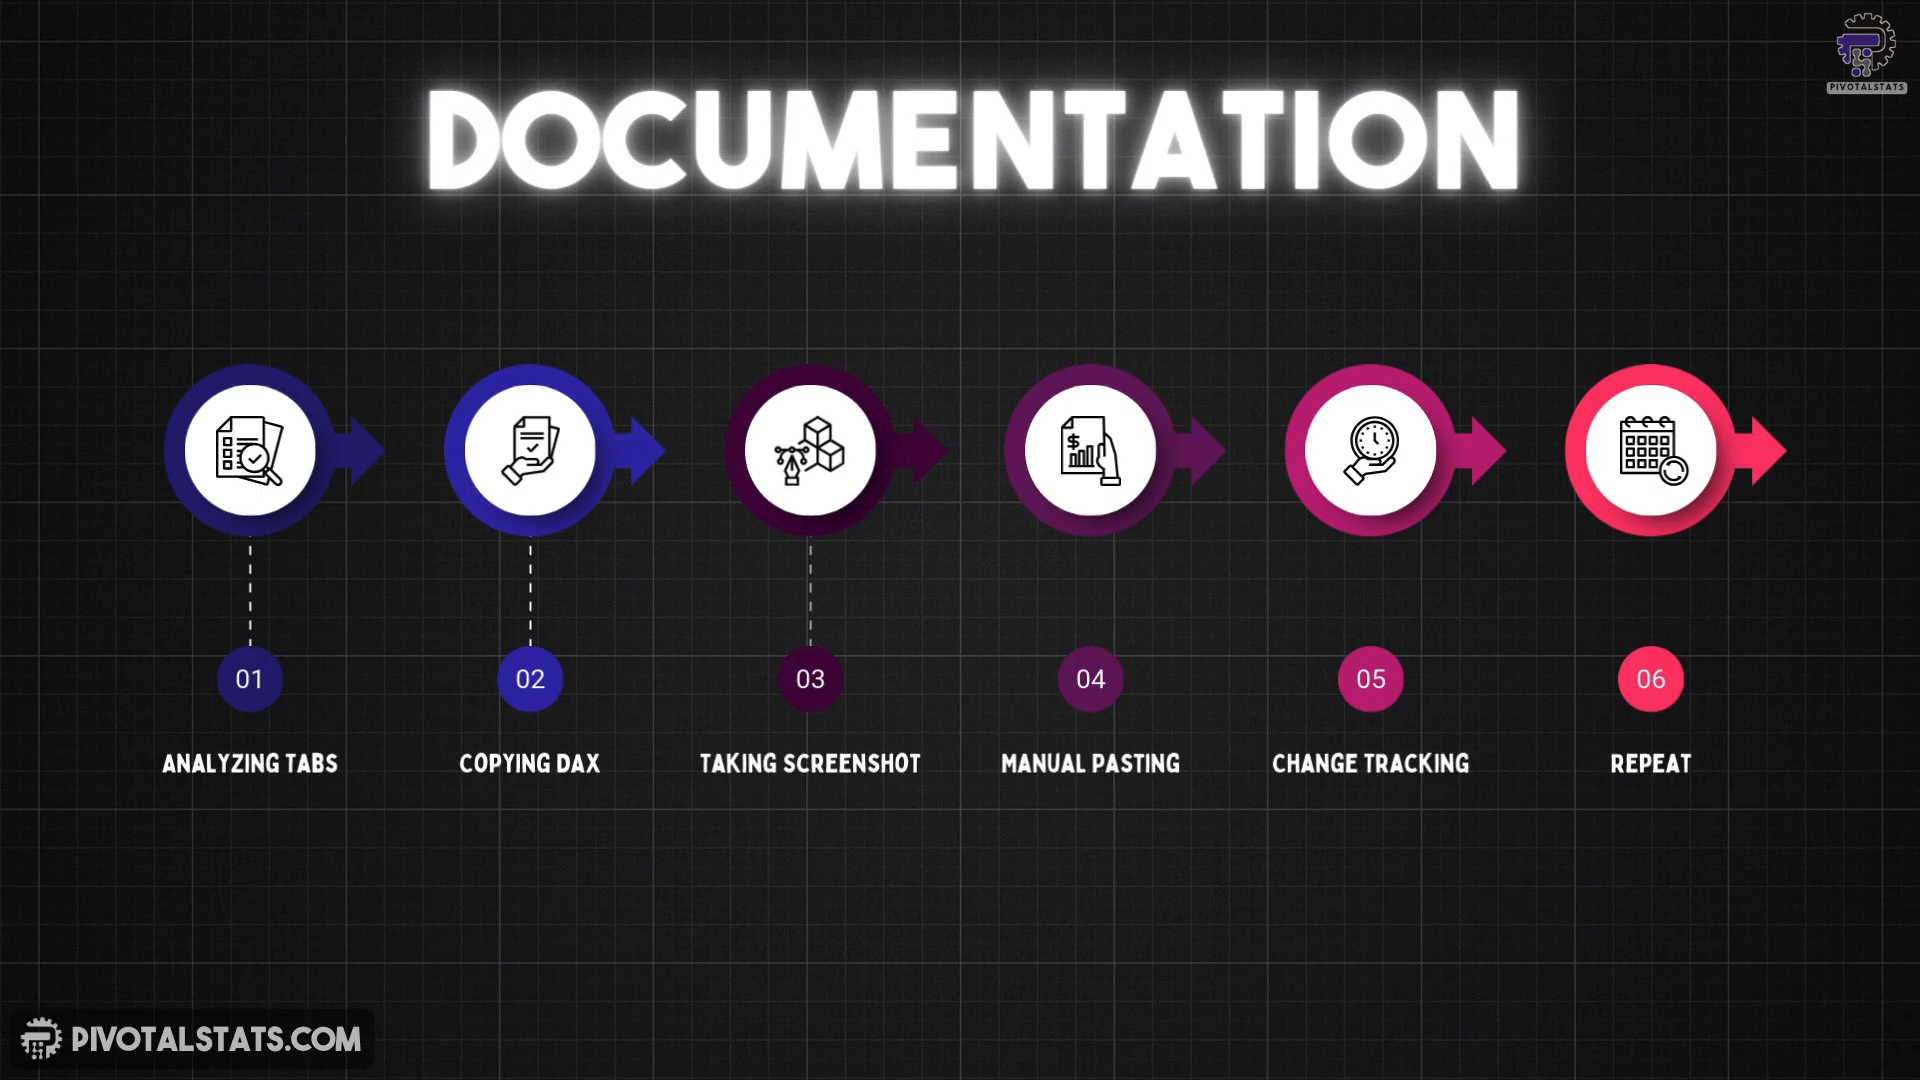 PIVOTALSTATS
DOCUMENTATION
$
01
02
03
04
05
06
ANALYZING TABS
COPYING DAX
TAKING SCREENSHOT
MANUAL PASTING
CHANGE TRACKING
REPEAT
PIVOTALSTATS.COM